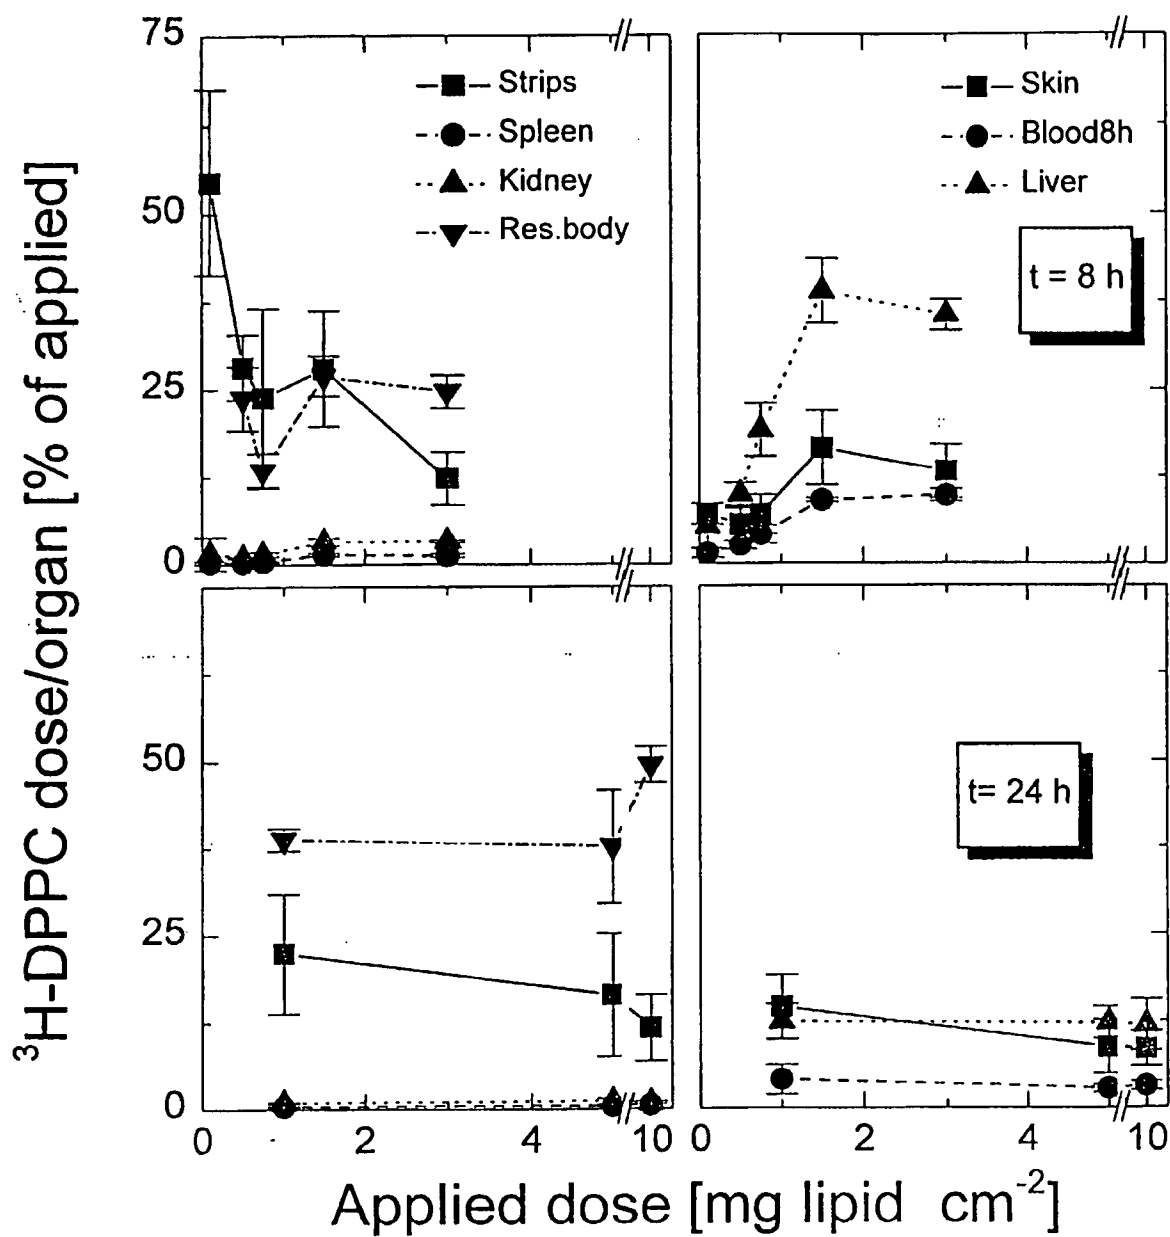 75
50
25
0
Strips
Spleen
Kidney
Res.body
Skin
Blood8h
Liver
t = 8 h
50
25
0
t= 24 h
0 2 4 10 0 2 4 10
³H-DPPC dose/organ [% of applied]
Applied dose [mg lipid cm⁻²]